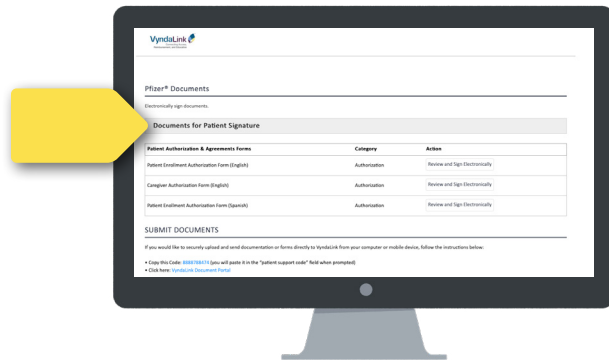 VyndaLink
Pfizer® Documents
Electronically sign documents.
Documents for Patient Signature
Patient Authorization & Agreements Forms Category Action
Patient Enrollment Authorization Form (English) Authorization Review and Sign Electronically
Caregiver Authorization Form (English) Authorization Review and Sign Electronically
Patient Enrollment Authorization Form (Spanish) Authorization Review and Sign Electronically
SUBMIT DOCUMENTS
If you would like to securely upload and send documentation or forms directly to VyndaLink from your computer or mobile device, follow the instructions below:
• Copy this Code: 8888788474 (you will paste it in the "patient support code" field when prompted)
• Click here: VyndaLink Document Portal